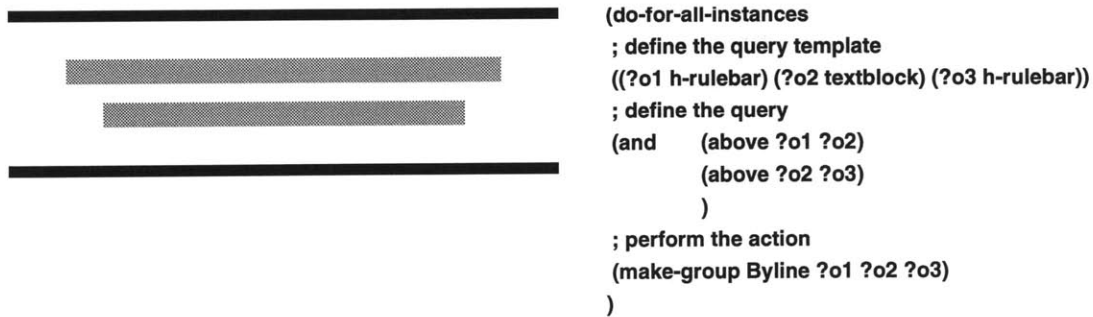 (do-for-all-instances
; define the query template
((?o1 h-rulebar) (?o2 textblock) (?o3 h-rulebar))
; define the query
(and (above ?o1 ?o2)
(above ?o2 ?o3)
)
; perform the action
(make-group Byline ?o1 ?o2 ?o3)
)